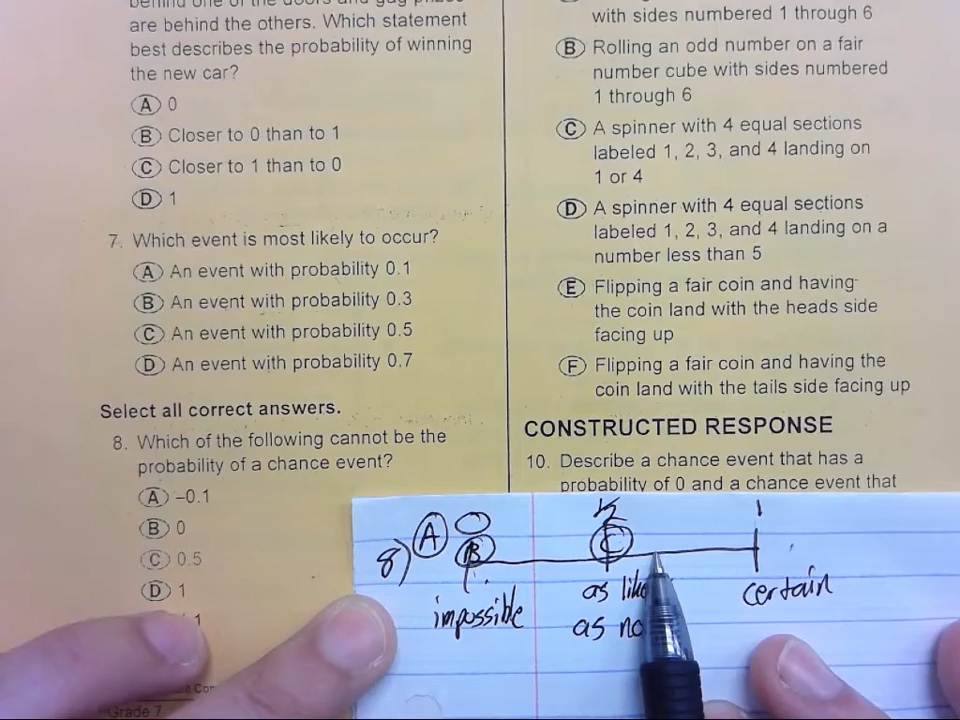 behind one of the doors and gag prizes
are behind the others. Which statement
best describes the probability of winning
the new car?
A 0
B Closer to 0 than to 1
C Closer to 1 than to 0
D 1
7. Which event is most likely to occur?
A An event with probability 0.1
B An event with probability 0.3
C An event with probability 0.5
D An event with probability 0.7
Select all correct answers.
8. Which of the following cannot be the
probability of a chance event?
A –0.1
B 0
C 0.5
D 1
Grade 7
with sides numbered 1 through 6
B Rolling an odd number on a fair
number cube with sides numbered
1 through 6
C A spinner with 4 equal sections
labeled 1, 2, 3, and 4 landing on
1 or 4
D A spinner with 4 equal sections
labeled 1, 2, 3, and 4 landing on a
number less than 5
E Flipping a fair coin and having
the coin land with the heads side
facing up
F Flipping a fair coin and having the
coin land with the tails side facing up
CONSTRUCTED RESPONSE
10. Describe a chance event that has a
probability of 0 and a chance event that
0 ½ 1
8) A B C
impossible as certain
as